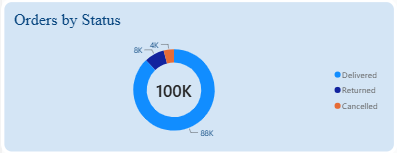 Orders by Status
4K
8K
100K
88K
Delivered
Returned
Cancelled